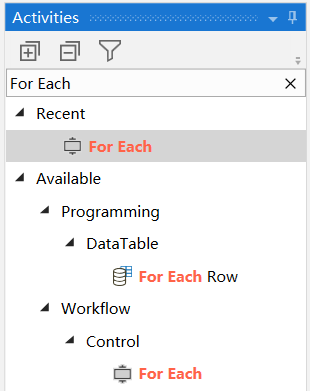 Activities
For Each
Recent
For Each
Available
Programming
DataTable
For Each Row
Workflow
Control
For Each